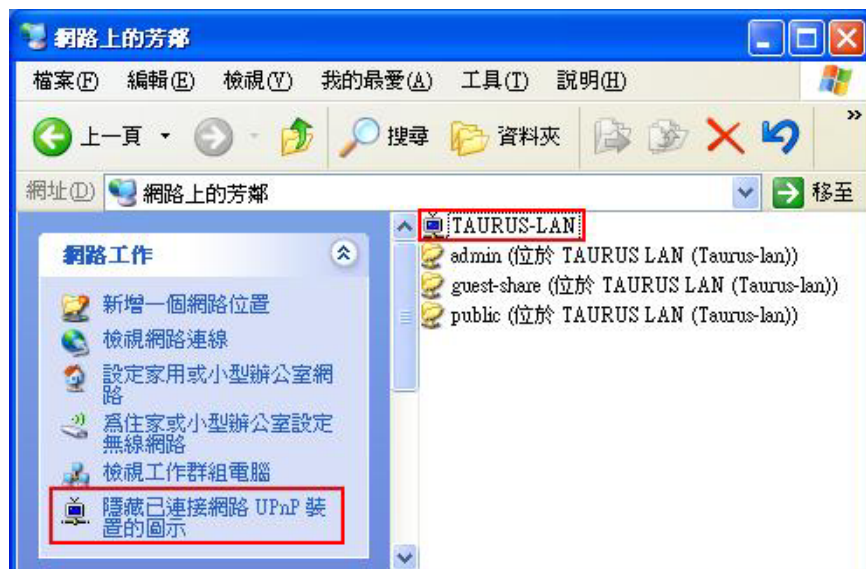 網路上的芳鄰
檔案(F) 編輯(E) 檢視(V) 我的最愛(A) 工具(T) 說明(H)
上一頁 搜尋 資料夾 »
網址(D) 網路上的芳鄰 移至
網路工作
新增一個網路位置
檢視網路連線
設定家用或小型辦公室網
路
為住家或小型辦公室設定
無線網路
檢視工作群組電腦
隱藏已連接網路 UPnP 裝
置的圖示
TAURUS-LAN
admin (位於 TAURUS LAN (Taurus-lan))
guest-share (位於 TAURUS LAN (Taurus-lan))
public (位於 TAURUS LAN (Taurus-lan))